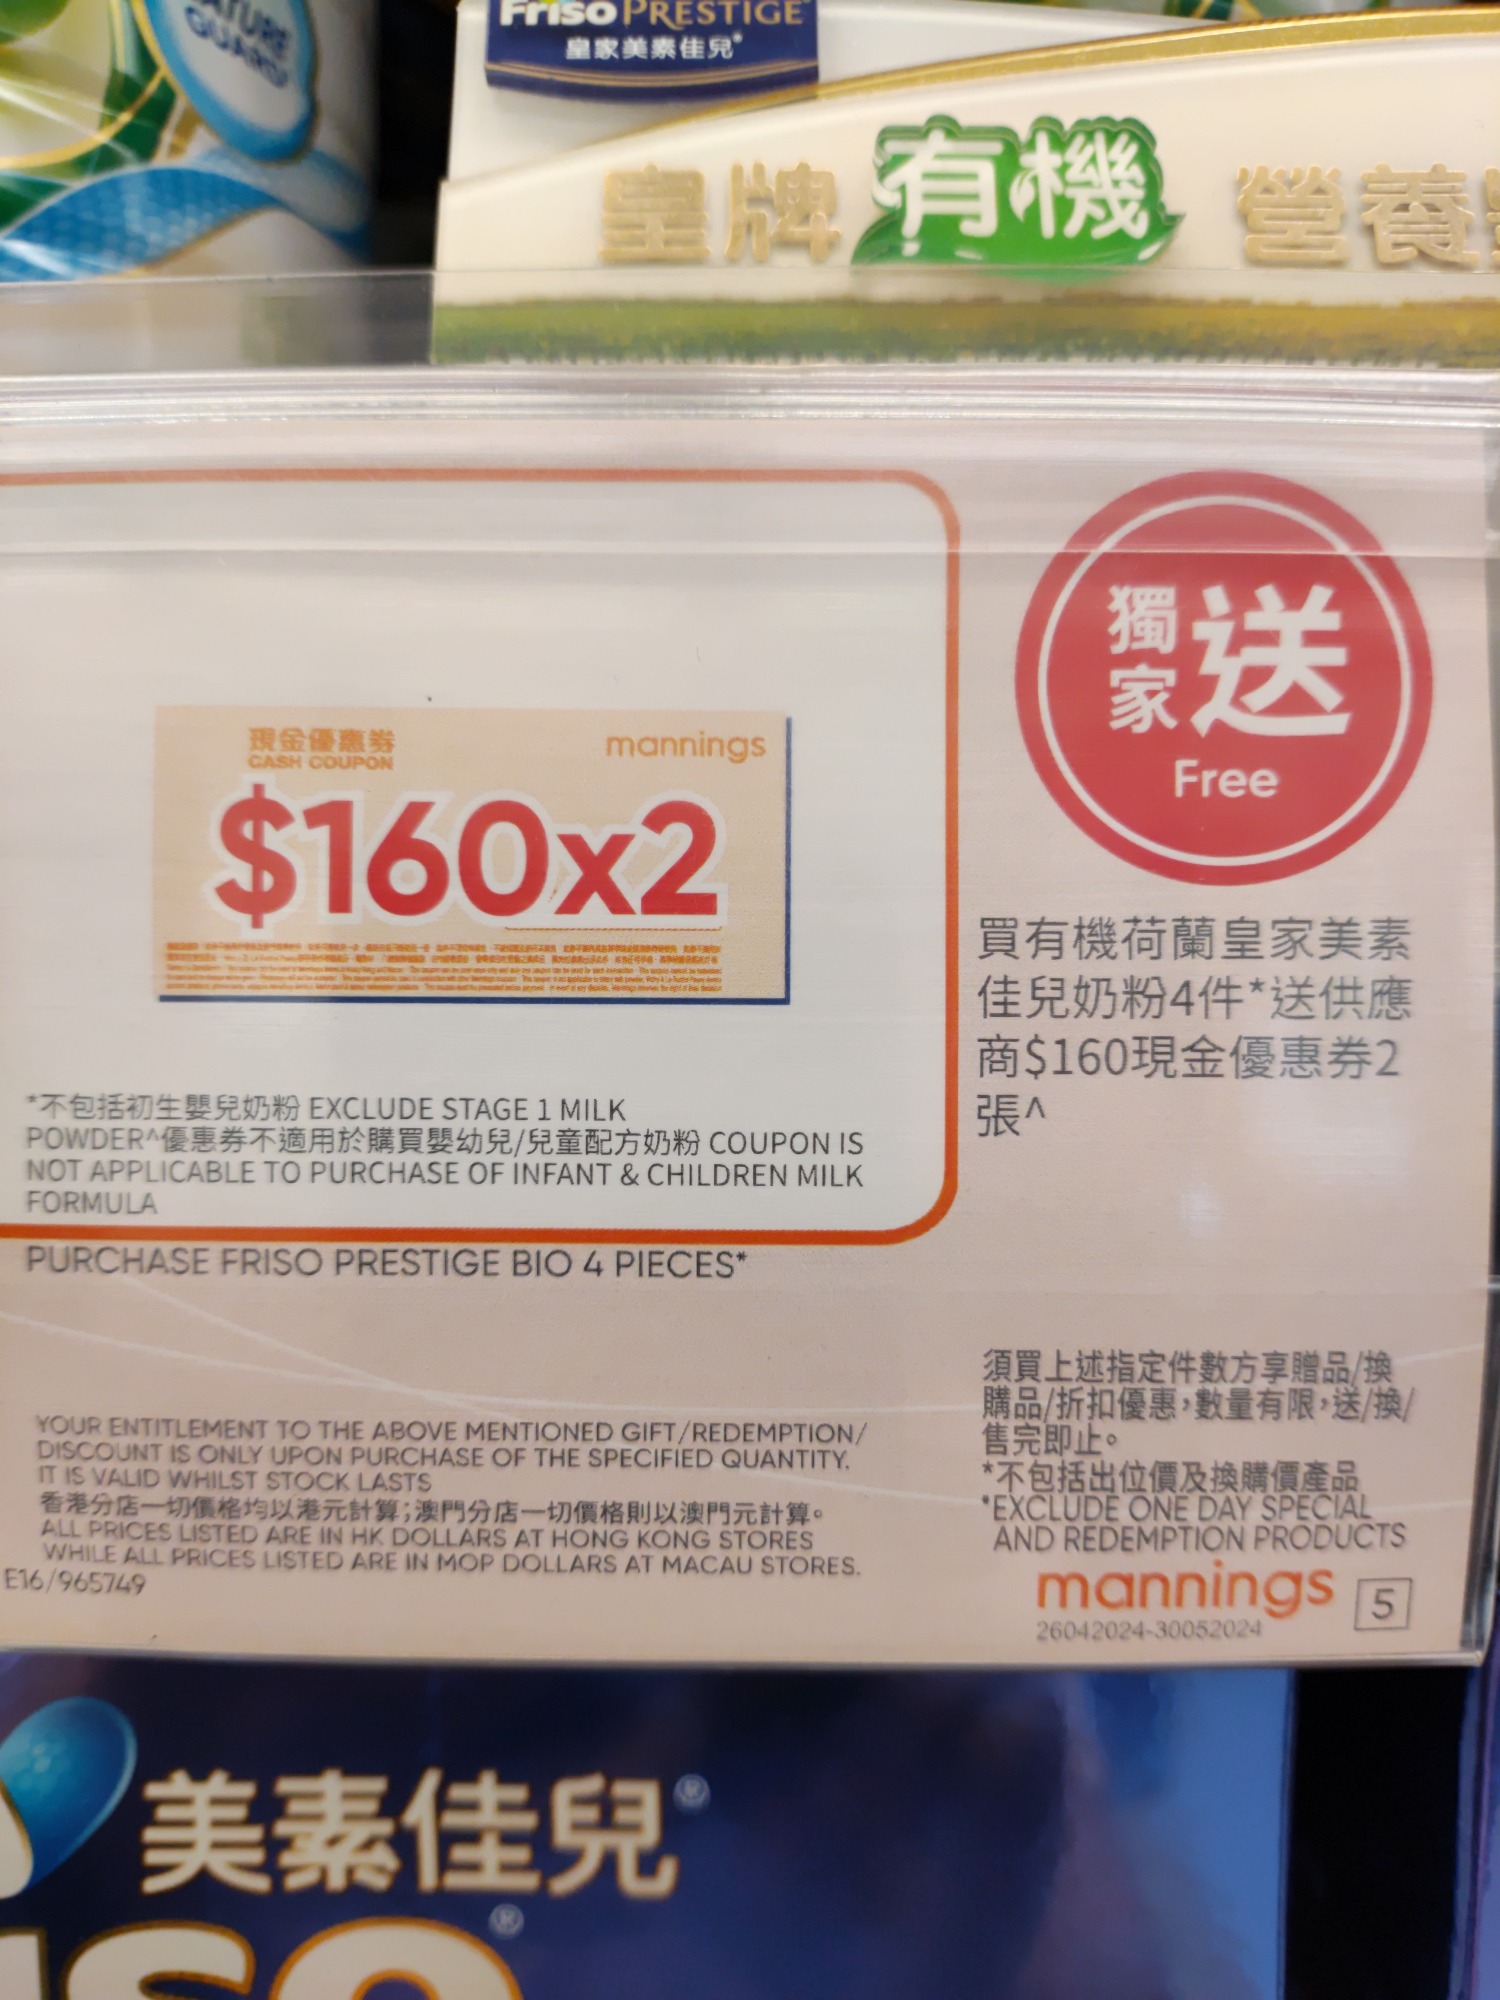 NATURE
GUARD
Friso PRESTIGE
皇家美素佳兒®
皇牌有機營養
獨家送
Free
現金優惠券
CASH COUPON
mannings
$160x2
買有機荷蘭皇家美素
佳兒奶粉4件*送供應
商$160現金優惠券2
張^
*不包括初生嬰兒奶粉 EXCLUDE STAGE 1 MILK
POWDER^優惠券不適用於購買嬰幼兒/兒童配方奶粉 COUPON IS
NOT APPLICABLE TO PURCHASE OF INFANT & CHILDREN MILK
FORMULA
PURCHASE FRISO PRESTIGE BIO 4 PIECES*
YOUR ENTITLEMENT TO THE ABOVE MENTIONED GIFT/REDEMPTION/
DISCOUNT IS ONLY UPON PURCHASE OF THE SPECIFIED QUANTITY.
IT IS VALID WHILST STOCK LASTS
香港分店一切價格均以港元計算;澳門分店一切價格則以澳門元計算。
ALL PRICES LISTED ARE IN HK DOLLARS AT HONG KONG STORES
WHILE ALL PRICES LISTED ARE IN MOP DOLLARS AT MACAU STORES.
E16/965749
須買上述指定件數方享贈品/換
購品/折扣優惠,數量有限,送/換/
售完即止。
*不包括出位價及換購價產品
*EXCLUDE ONE DAY SPECIAL
AND REDEMPTION PRODUCTS
mannings 5
26042024-30052024
美素佳兒®